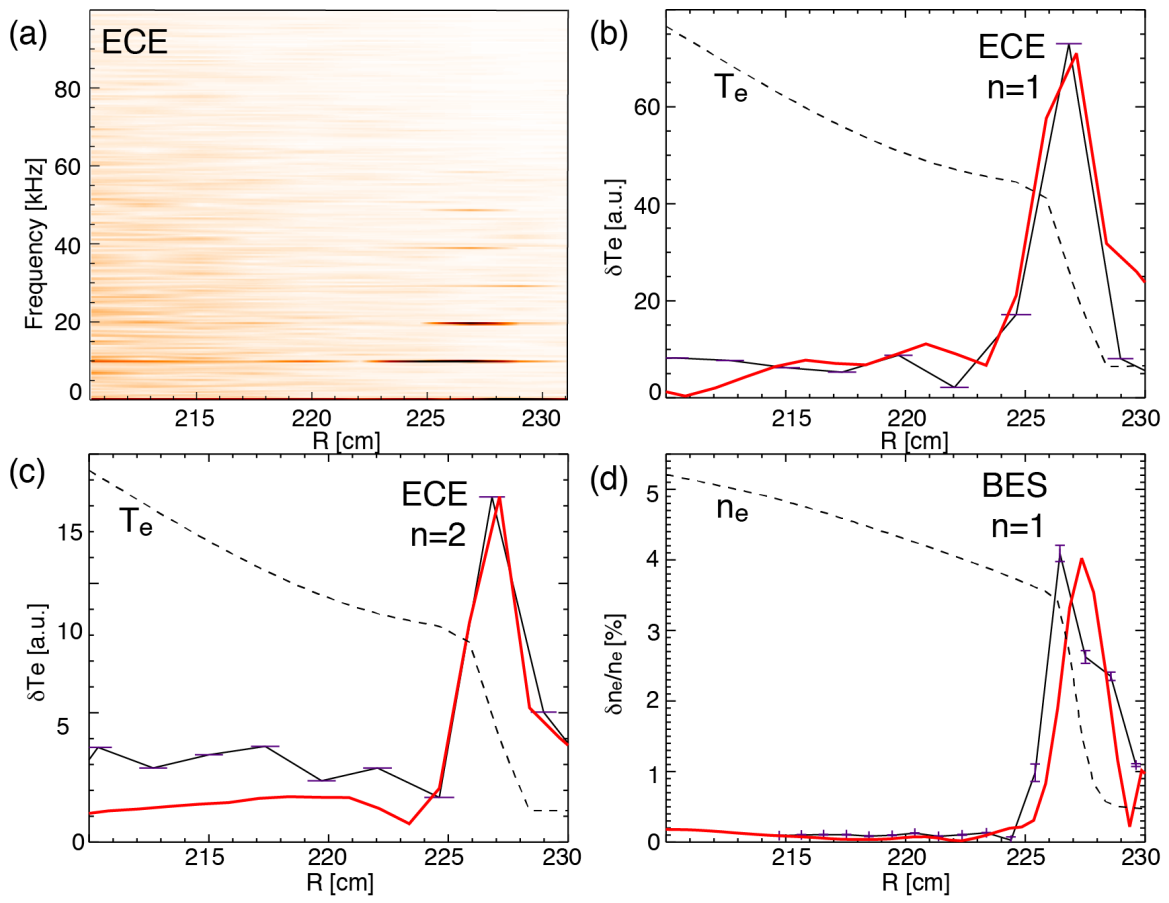 (a)
ECE
Frequency [kHz]
80
60
40
20
0
215
220
225
230
R [cm]
(b)
ECE
n=1
Te
δTe [a.u.]
60
40
20
0
215
220
225
230
R [cm]
(c)
ECE
n=2
Te
δTe [a.u.]
15
10
5
0
215
220
225
230
R [cm]
(d)
BES
n=1
ne
δne/ne [%]
5
4
3
2
1
0
215
220
225
230
R [cm]